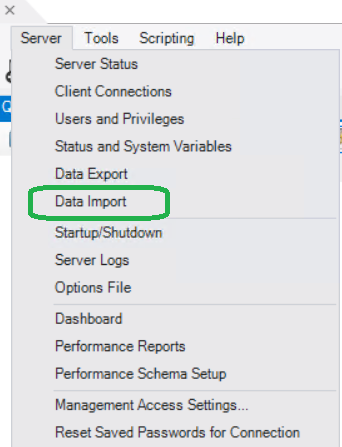 Server Tools Scripting Help
Server Status
Client Connections
Users and Privileges
Status and System Variables
Data Export
Data Import
Startup/Shutdown
Server Logs
Options File
Dashboard
Performance Reports
Performance Schema Setup
Management Access Settings...
Reset Saved Passwords for Connection